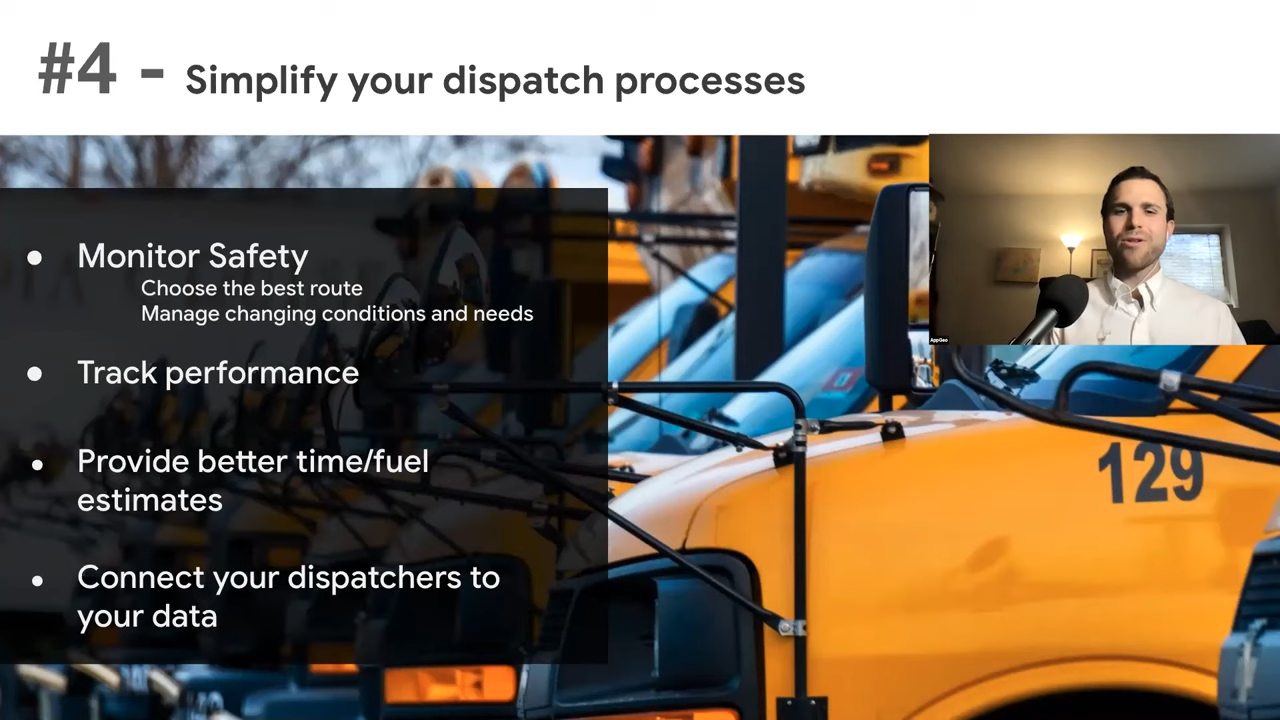 #4 - Simplify your dispatch processes
Monitor Safety
Choose the best route
Manage changing conditions and needs
Track performance
Provide better time/fuel
estimates
Connect your dispatchers to
your data
AppGeo
129